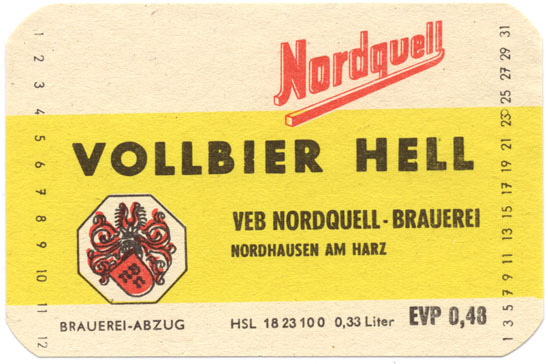 Nordquell
VOLLBIER HELL
VEB NORDQUELL-BRAUEREI
NORDHAUSEN AM HARZ
BRAUEREI-ABZUG
HSL 18 23 10 0 0,33 Liter
EVP 0,48
1 2 3 4 5 6 7 8 9 10 11 12
1 3 5 7 9 11 13 15 17 19 21 23 25 27 29 31